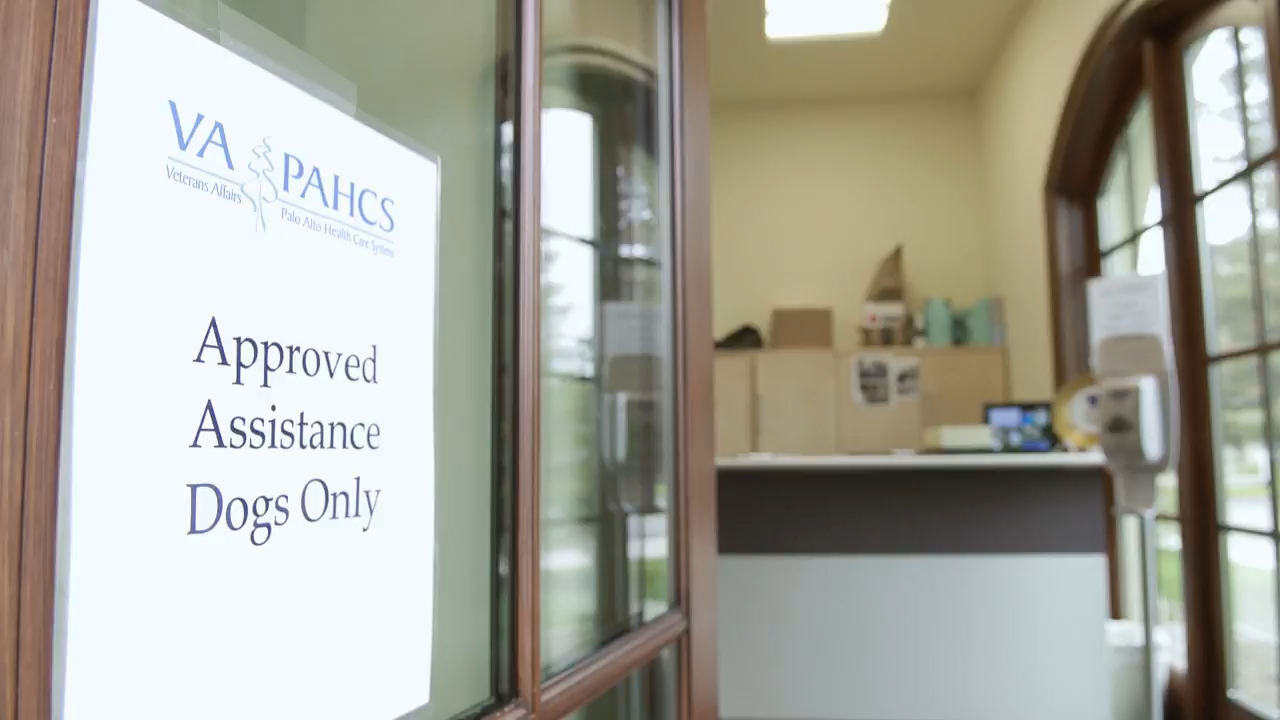 VA PAHCS
Veterans Affairs Palo Alto Health Care System
Approved
Assistance
Dogs Only